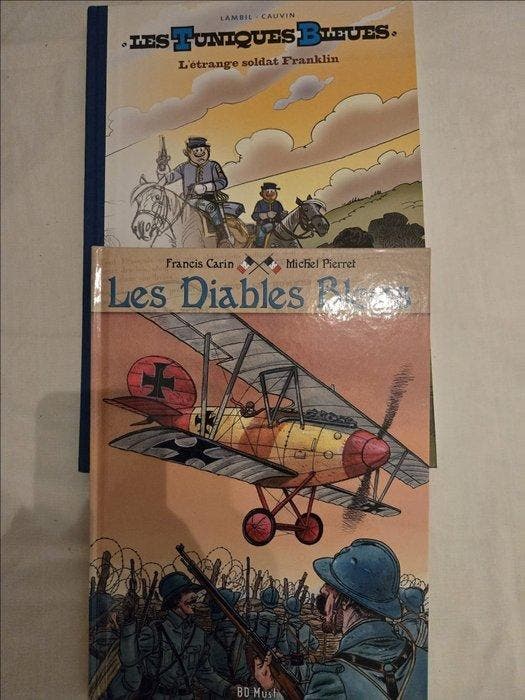 LAMBIL - CAUVIN
LES TUNIQUES BLEUES
L'étrange soldat Franklin
Francis Carin Michel Pierret
Les Diables Bleus
BD Must